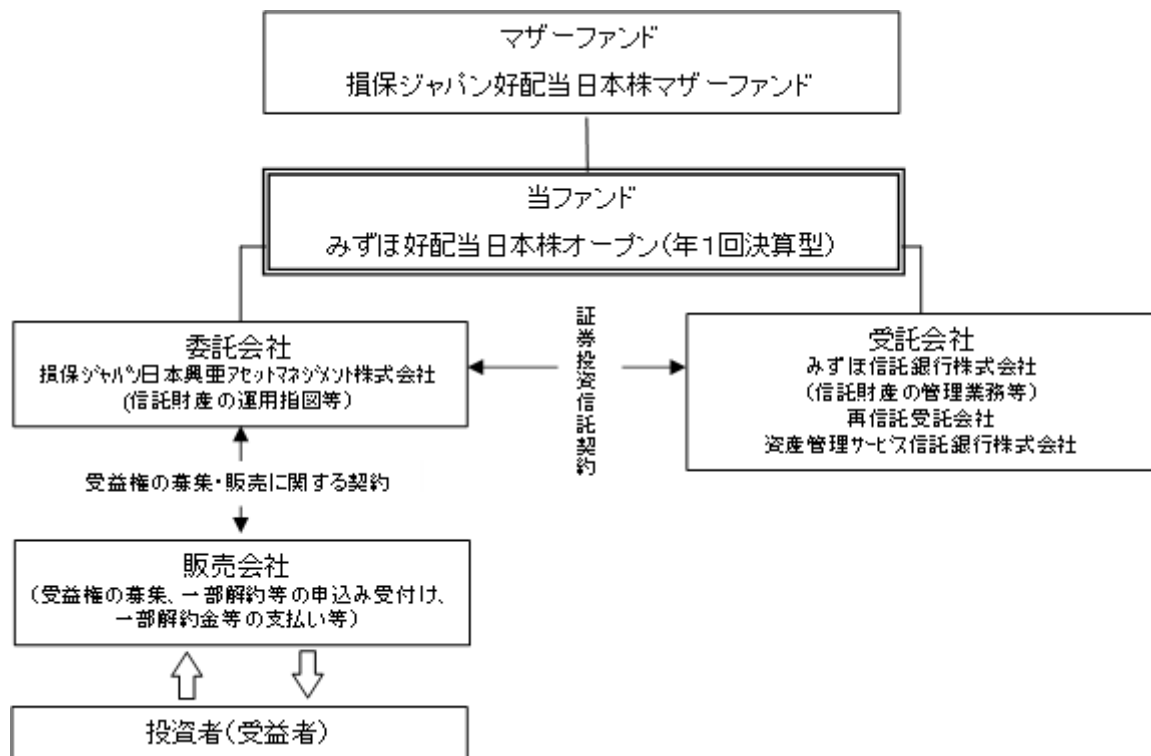 マザーファンド
損保ジャパン好配当日本株マザーファンド
当ファンド
みずほ好配当日本株オープン(年1回決算型)
委託会社
損保ジャパン日本興亜アセットマネジメント株式会社
(信託財産の運用指図等)
証券投資信託契約
受託会社
みずほ信託銀行株式会社
(信託財産の管理業務等)
再信託受託会社
資産管理サービス信託銀行株式会社
受益権の募集・販売に関する契約
販売会社
(受益権の募集、一部解約等の申込み受付け、
一部解約金等の支払い等)
投資者(受益者)